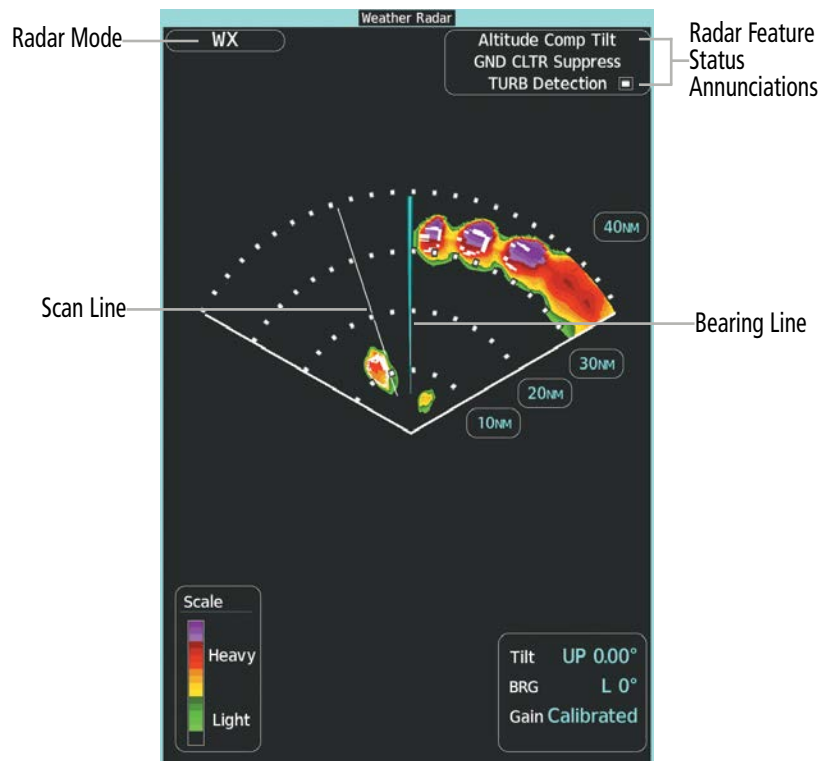 Weather Radar
Radar Mode
WX
Altitude Comp Tilt
GND CLTR Suppress
TURB Detection
Radar Feature
Status
Annunciations
40NM
Scan Line
Bearing Line
30NM
20NM
10NM
Scale
Heavy
Light
Tilt UP 0.00°
BRG L 0°
Gain Calibrated